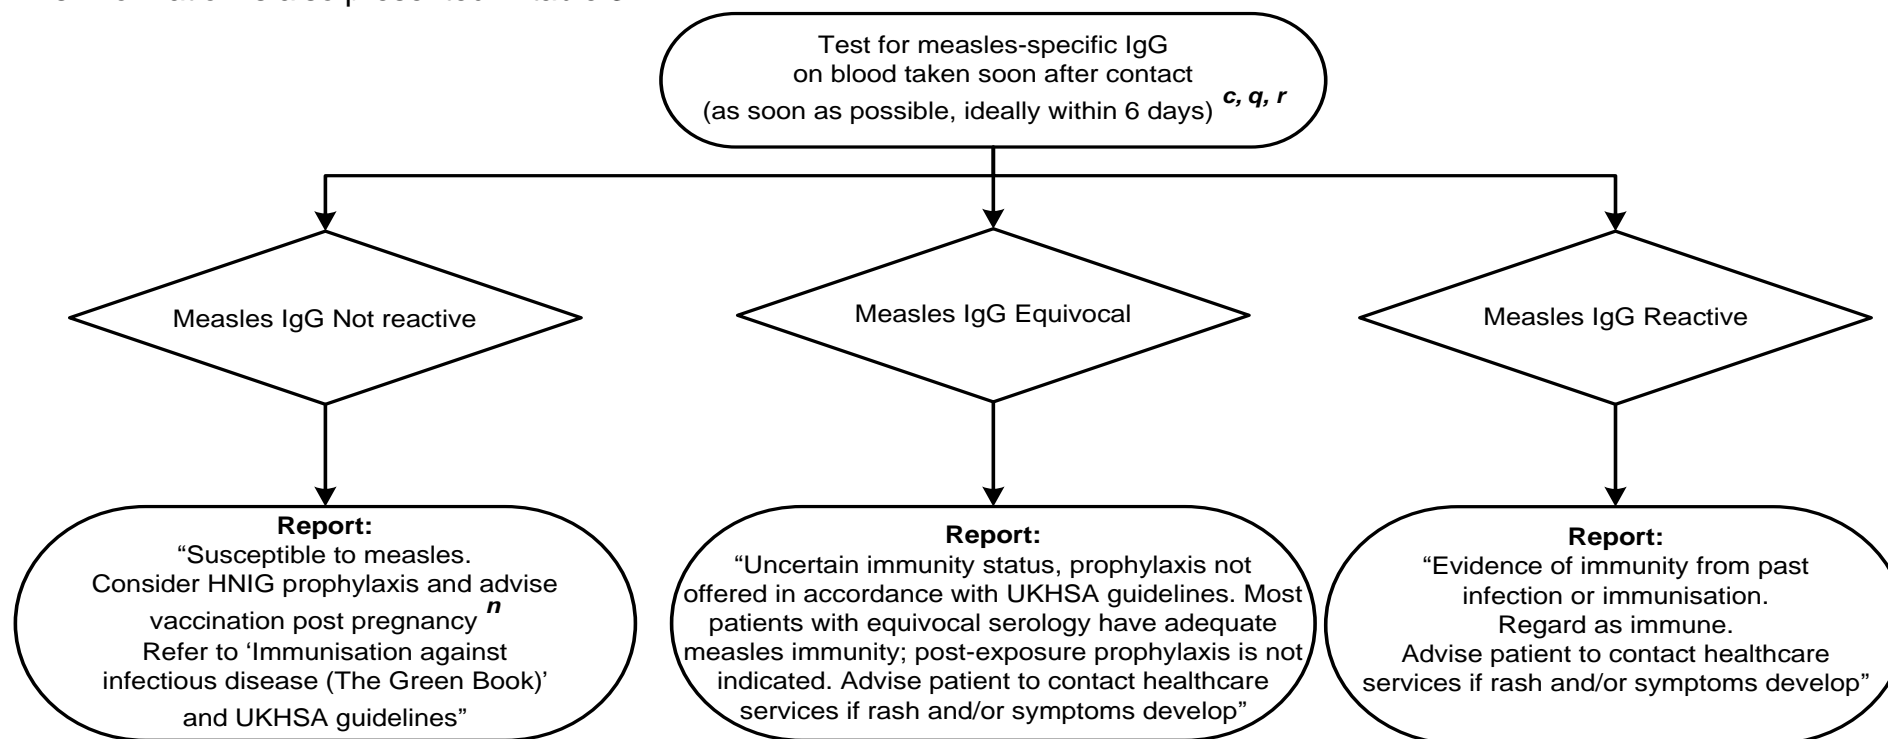 Test for measles-specific IgG
on blood taken soon after contact
(as soon as possible, ideally within 6 days) c, q, r
Measles IgG Not reactive
Measles IgG Equivocal
Measles IgG Reactive
Report:
“Susceptible to measles.
Consider HNIG prophylaxis and advise
vaccination post pregnancy n
Refer to ‘Immunisation against
infectious disease (The Green Book)’
and UKHSA guidelines”
Report:
“Uncertain immunity status, prophylaxis not
offered in accordance with UKHSA guidelines. Most
patients with equivocal serology have adequate
measles immunity; post-exposure prophylaxis is not
indicated. Advise patient to contact healthcare
services if rash and/or symptoms develop”
Report:
“Evidence of immunity from past
infection or immunisation.
Regard as immune.
Advise patient to contact healthcare
services if rash and/or symptoms develop”